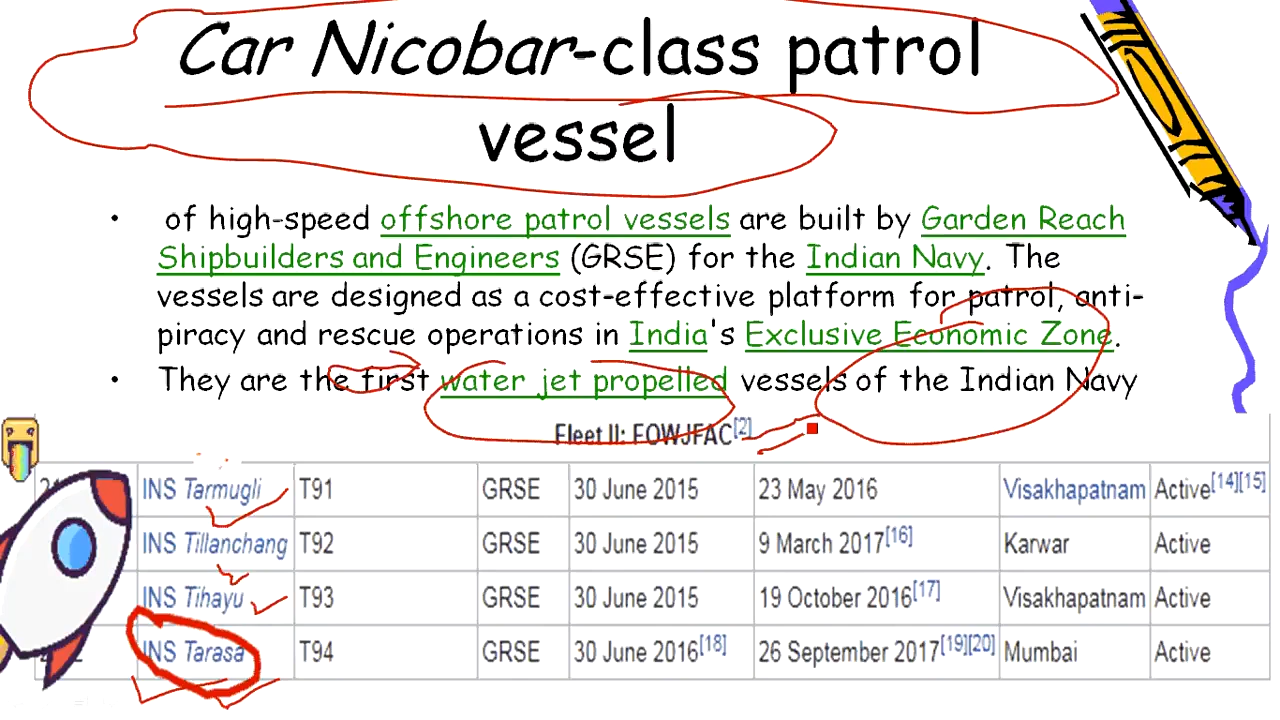 Car Nicobar-class patrol
vessel
• of high-speed offshore patrol vessels are built by Garden Reach
Shipbuilders and Engineers (GRSE) for the Indian Navy. The
vessels are designed as a cost-effective platform for patrol, anti-
piracy and rescue operations in India's Exclusive Economic Zone.
• They are the first water jet propelled vessels of the Indian Navy
Fleet II: FOWJFAC[2]
INS Tarmugli T91 GRSE 30 June 2015 23 May 2016 Visakhapatnam Active[14][15]
INS Tillanchang T92 GRSE 30 June 2015 9 March 2017[16] Karwar Active
INS Tihayu T93 GRSE 30 June 2015 19 October 2016[17] Visakhapatnam Active
INS Tarasa T94 GRSE 30 June 2016[18] 26 September 2017[19][20] Mumbai Active